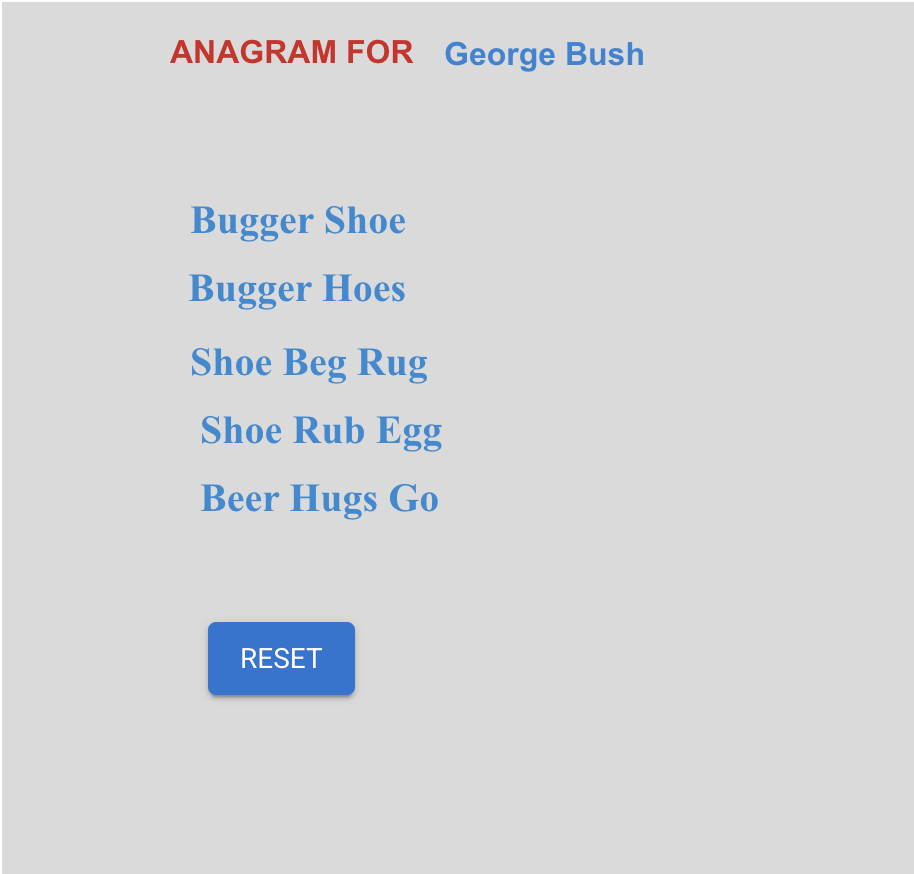 ANAGRAM FOR George Bush
Bugger Shoe
Bugger Hoes
Shoe Beg Rug
Shoe Rub Egg
Beer Hugs Go
RESET